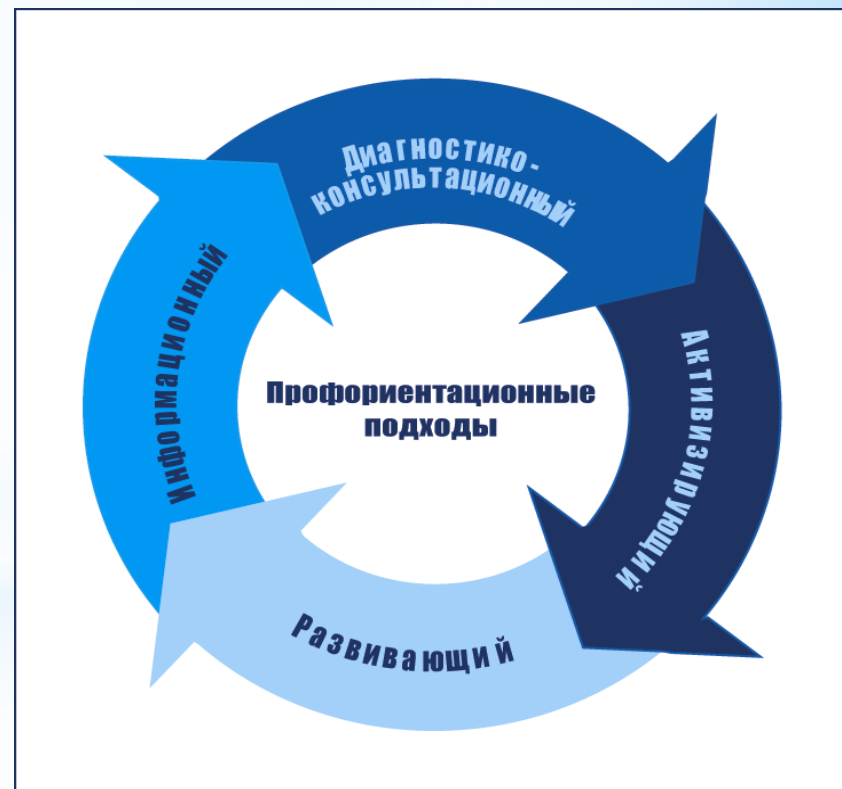 Диагностико-
консультационный
Активизирующий
Развивающий
Информационный
Профориентационные
подходы